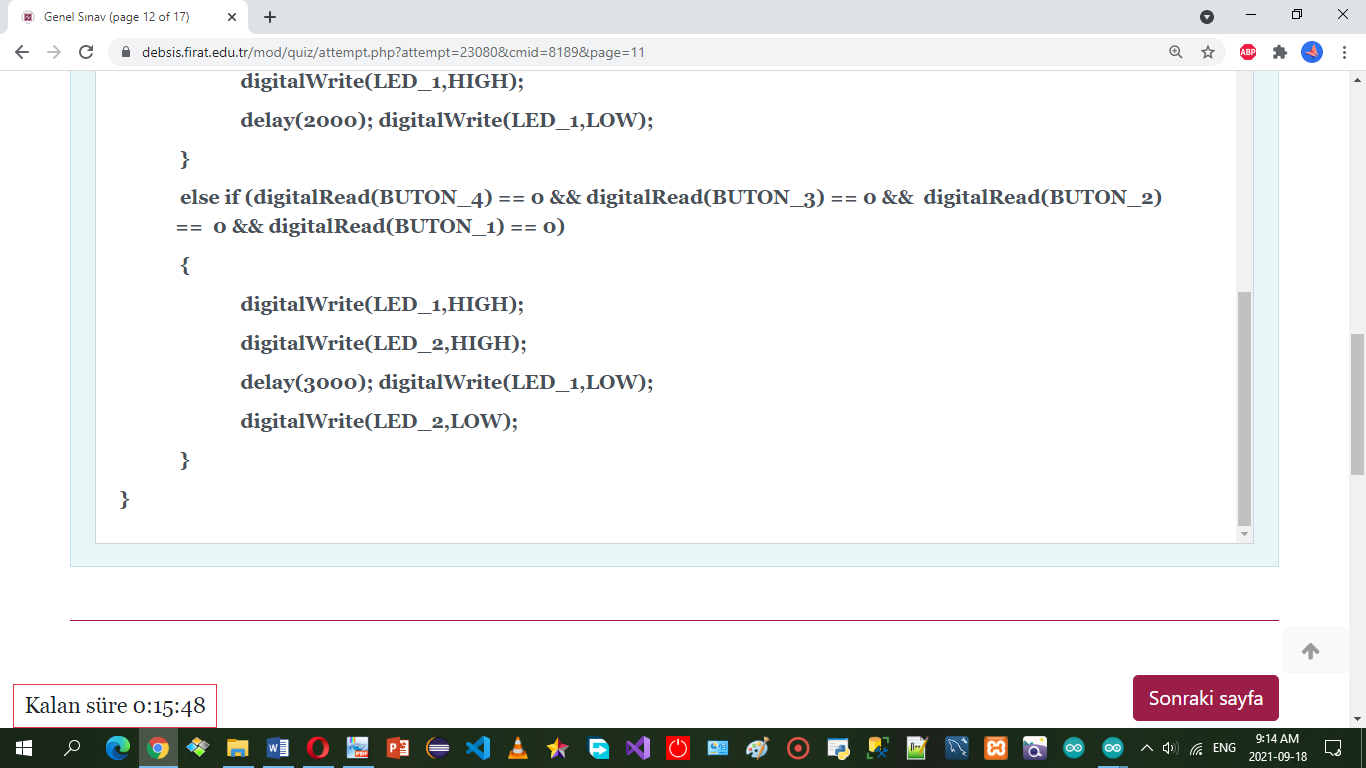 Genel Sınav (page 12 of 17)
debsis.firat.edu.tr/mod/quiz/attempt.php?attempt=23080&cmid=8189&page=11
ABP
digitalWrite(LED_1,HIGH);
delay(2000); digitalWrite(LED_1,LOW);
}
else if (digitalRead(BUTON_4) == 0 && digitalRead(BUTON_3) == 0 && digitalRead(BUTON_2)
== 0 && digitalRead(BUTON_1) == 0)
{
digitalWrite(LED_1,HIGH);
digitalWrite(LED_2,HIGH);
delay(3000); digitalWrite(LED_1,LOW);
digitalWrite(LED_2,LOW);
}
}
Kalan süre 0:15:48
Sonraki sayfa
ENG
9:14 AM
2021-09-18